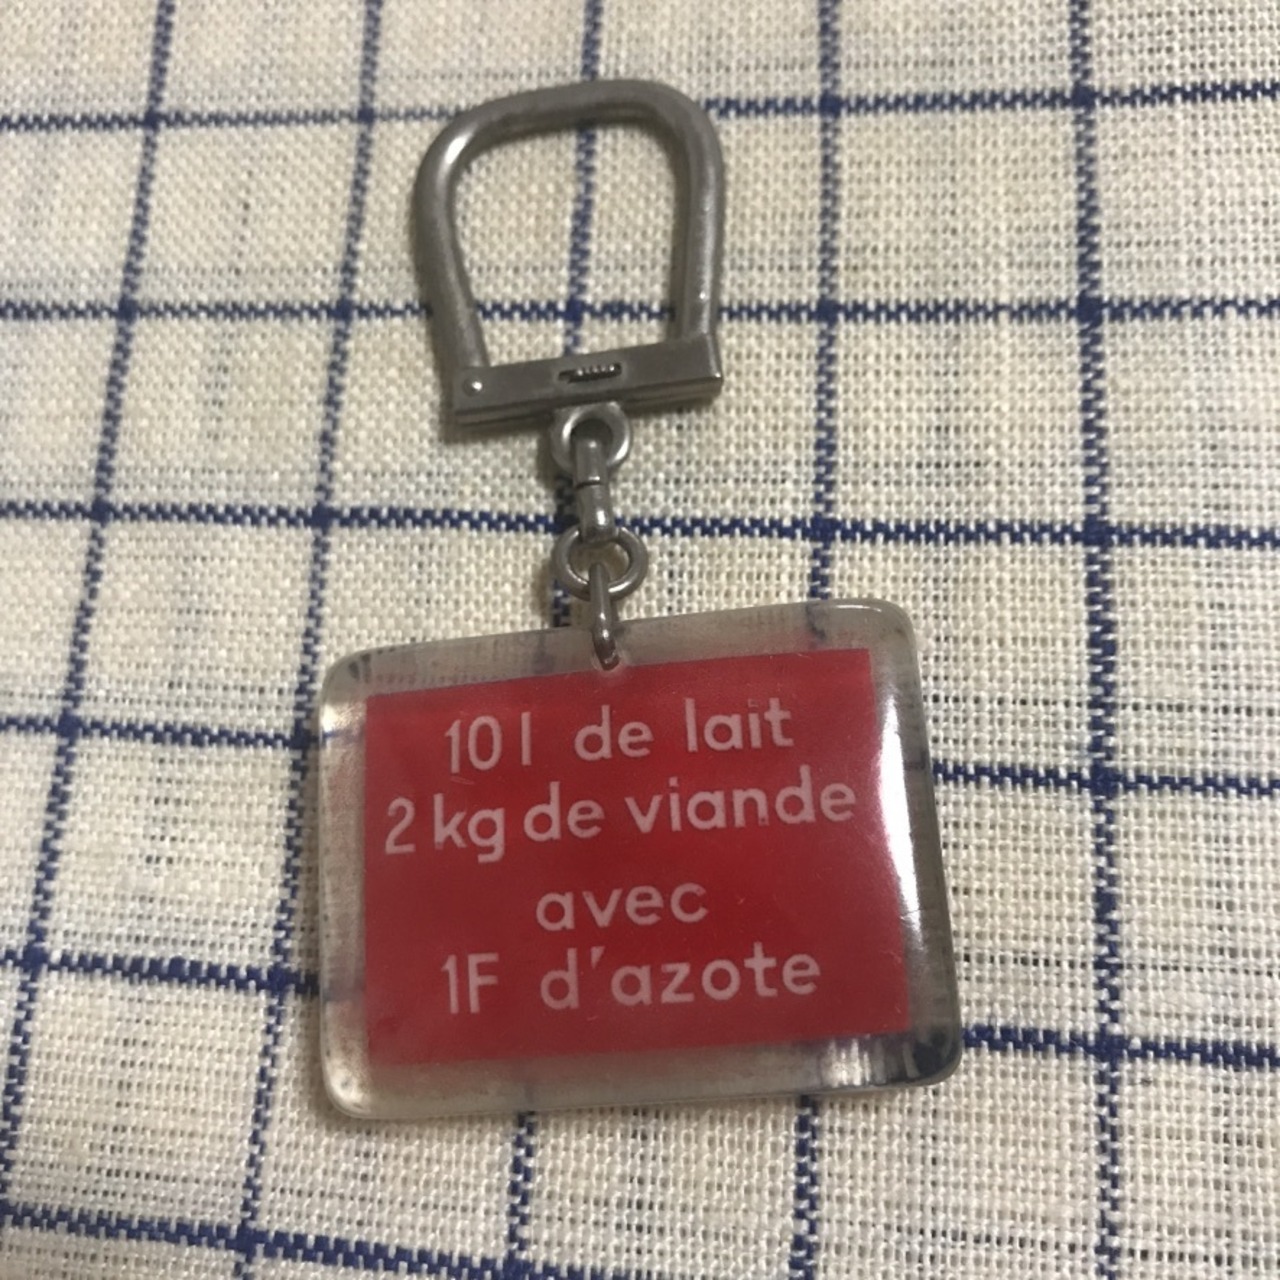 10 l de lait
2 kg de viande
avec
1F d'azote